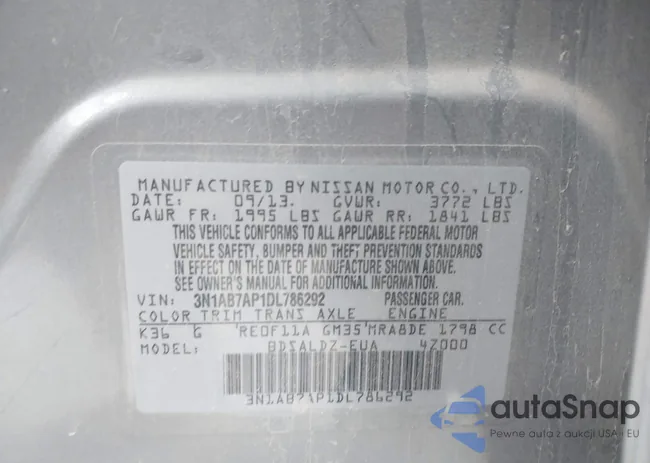 MANUFACTURED BY NISSAN MOTOR CO., LTD.
DATE: 09/13. GVWR: 3772 LBS
GAWR FR: 1995 LBS GAWR RR: 1841 LBS
THIS VEHICLE CONFORMS TO ALL APPLICABLE FEDERAL MOTOR
VEHICLE SAFETY, BUMPER AND THEFT PREVENTION STANDARDS
IN EFFECT ON THE DATE OF MANUFACTURE SHOWN ABOVE.
SEE OWNERS MANUAL FOR ADDITIONAL INFORMATION.
VIN: 3N1AB7AP1DL786292 PASSENGER CAR.
COLOR TRIM TRANS AXLE ENGINE
K36 G RE0F11A GM35 MRA8DE 1798 CC
MODEL: BDSALDZ-EUA 4Z000
3N1AB7AP1DL786292
autaSnap
Pewne auta z aukcji USA i EU